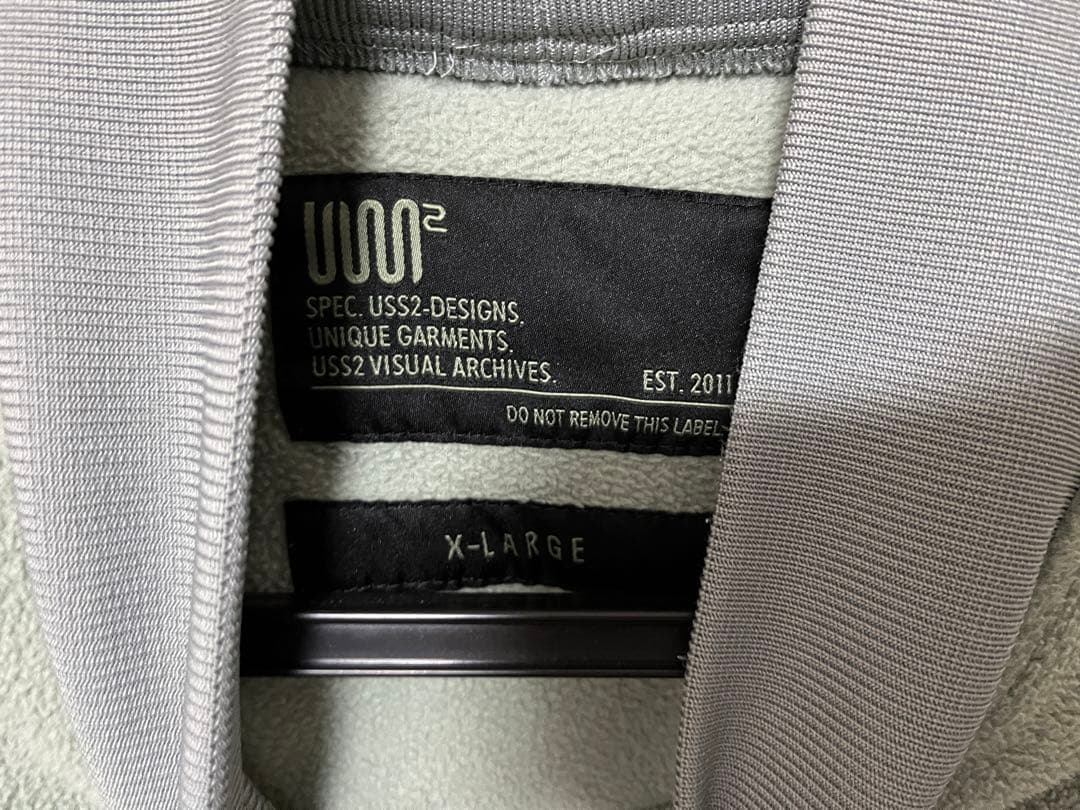 SPEC. USS2-DESIGNS.
UNIQUE GARMENTS.
USS2 VISUAL ARCHIVES.
EST. 2011
DO NOT REMOVE THIS LABEL
X-LARGE